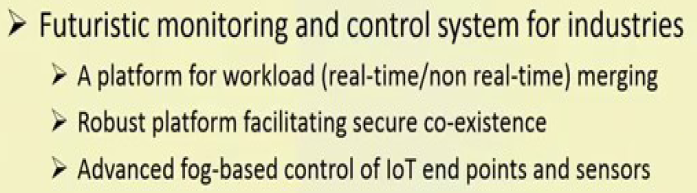 ➤ Futuristic monitoring and control system for industries
➤ A platform for workload (real-time/non real-time) merging
➤ Robust platform facilitating secure co-existence
➤ Advanced fog-based control of IoT end points and sensors